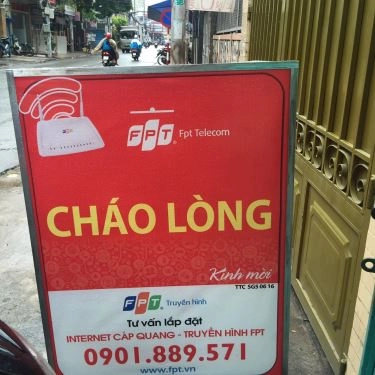 FPT Fpt Telecom
CHÁO LÒNG
Kính mời
TTC SG5 06 16
FPT Truyền hình
Tư vấn lắp đặt
INTERNET CÁP QUANG - TRUYỀN HÌNH FPT
0901.889.571
www.fpt.vn